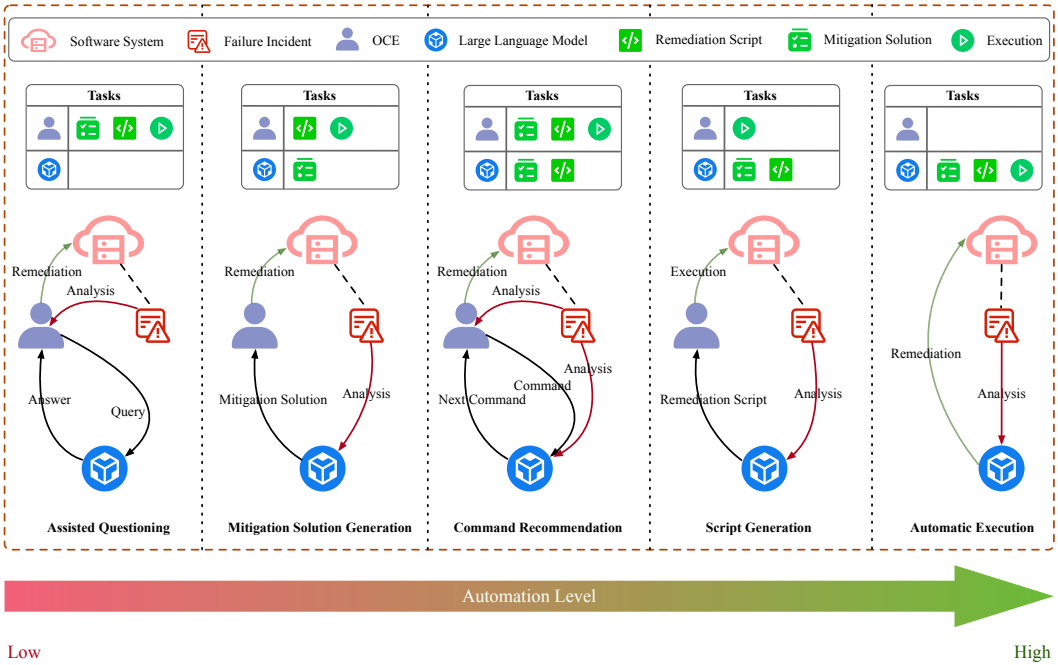 Software System
Failure Incident
OCE
Large Language Model
Remediation Script
Mitigation Solution
Execution
Tasks
Tasks
Tasks
Tasks
Tasks
Remediation
Analysis
Answer
Query
Assisted Questioning
Remediation
Mitigation Solution
Analysis
Mitigation Solution Generation
Remediation
Analysis
Analysis
Command
Next Command
Command Recommendation
Execution
Remediation Script
Analysis
Script Generation
Remediation
Analysis
Automatic Execution
Automation Level
Low
High